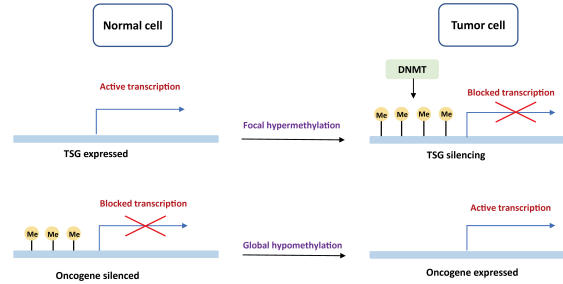 Normal cell
Tumor cell
DNMT
Active transcription
Blocked transcription
Me Me Me Me
Focal hypermethylation
TSG expressed
TSG silencing
Blocked transcription
Active transcription
Me Me Me
Global hypomethylation
Oncogene silenced
Oncogene expressed